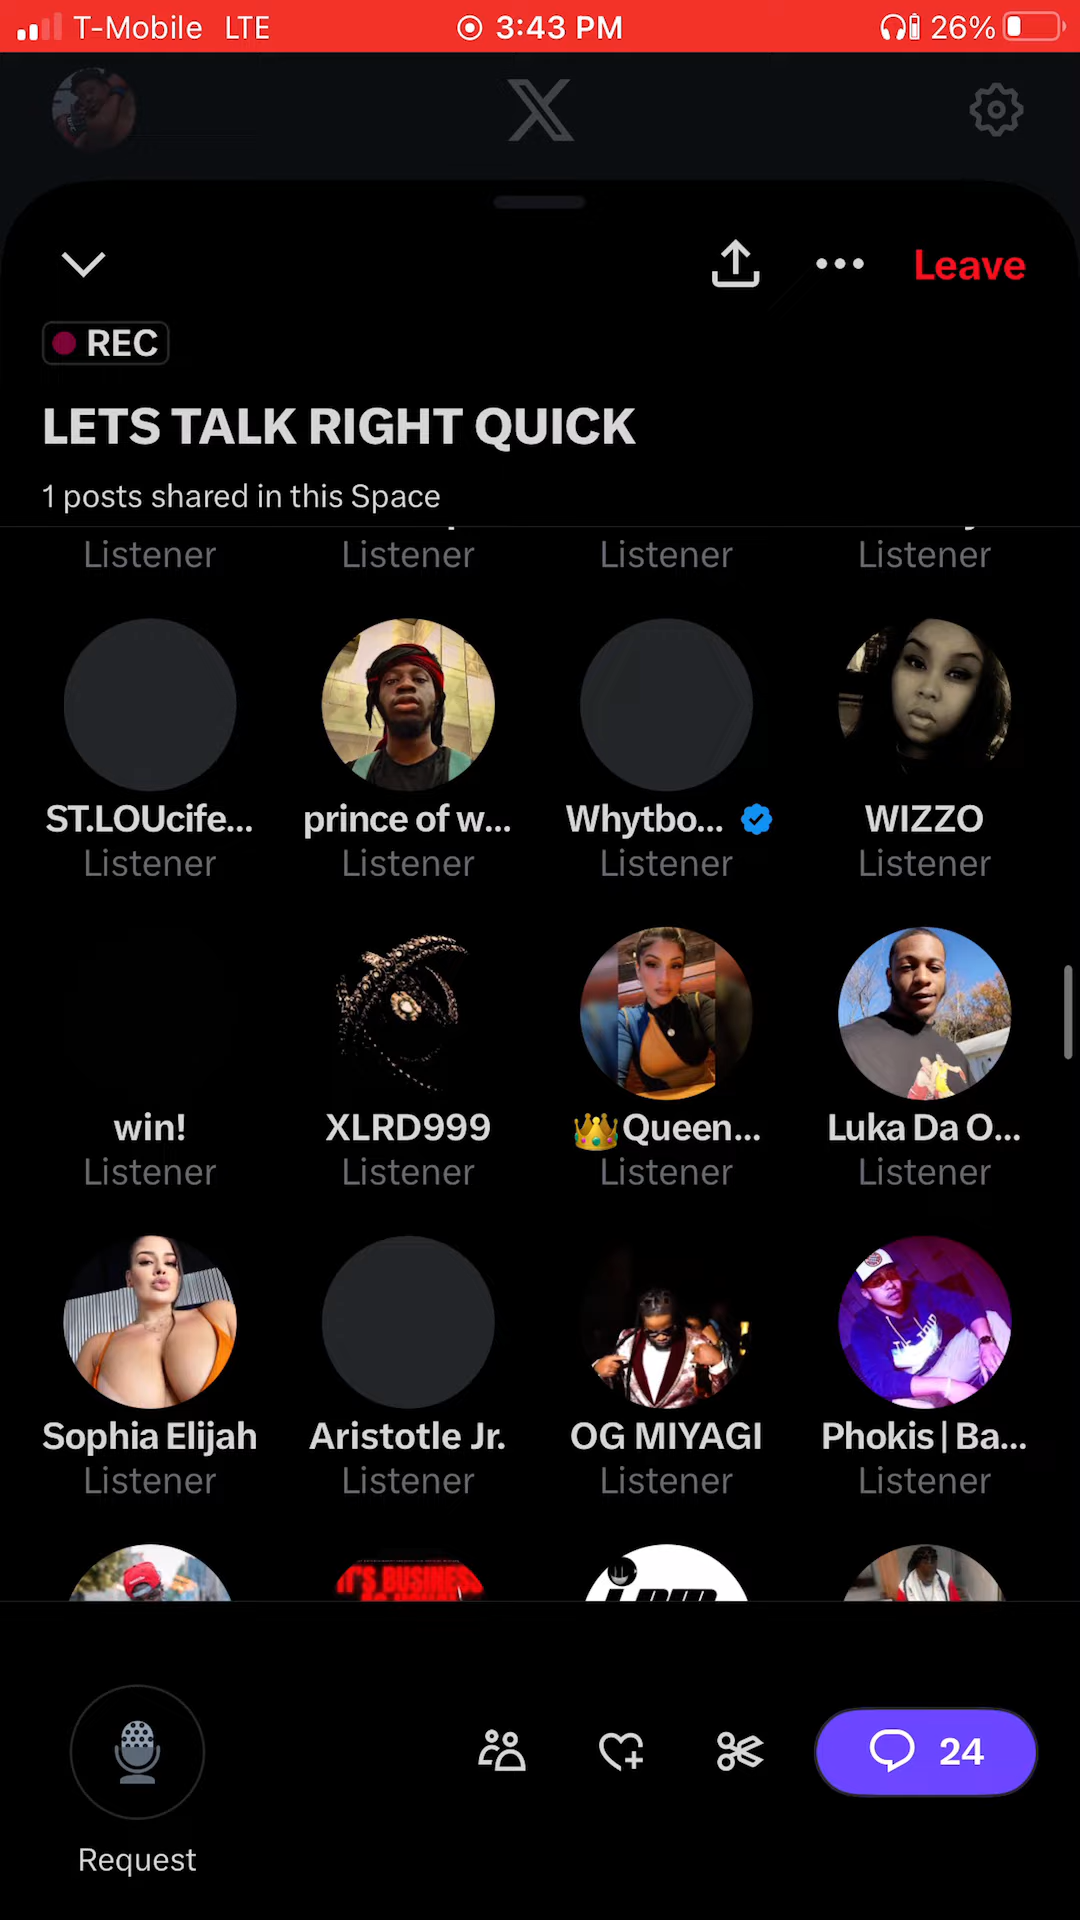 T-Mobile LTE 3:43 PM 26%
Leave
REC
LETS TALK RIGHT QUICK
1 posts shared in this Space
Listener Listener Listener Listener
ST.LOUcife... prince of w... Whytbo... WIZZO
Listener Listener Listener Listener
win! XLRD999 👑Queen... Luka Da O...
Listener Listener Listener Listener
Sophia Elijah Aristotle Jr. OG MIYAGI Phokis | Ba...
Listener Listener Listener Listener
IT'S BUSINESS
24
Request